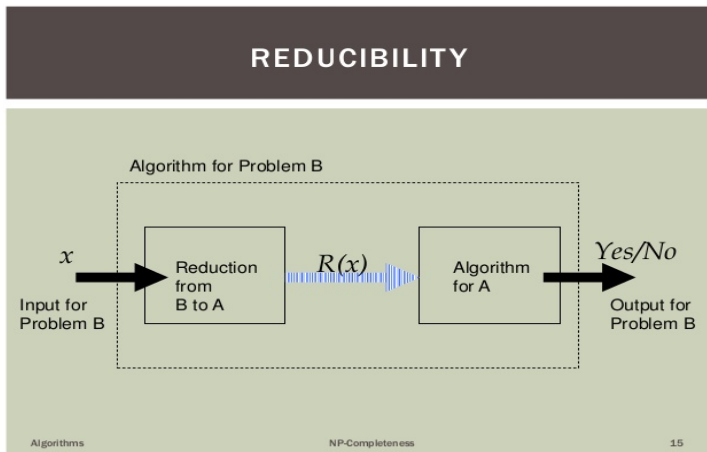 REDUCIBILITY
Algorithm for Problem B
x
Input for
Problem B
Reduction
from
B to A
R(x)
Algorithm
for A
Yes/No
Output for
Problem B
Algorithms
NP-Completeness
15